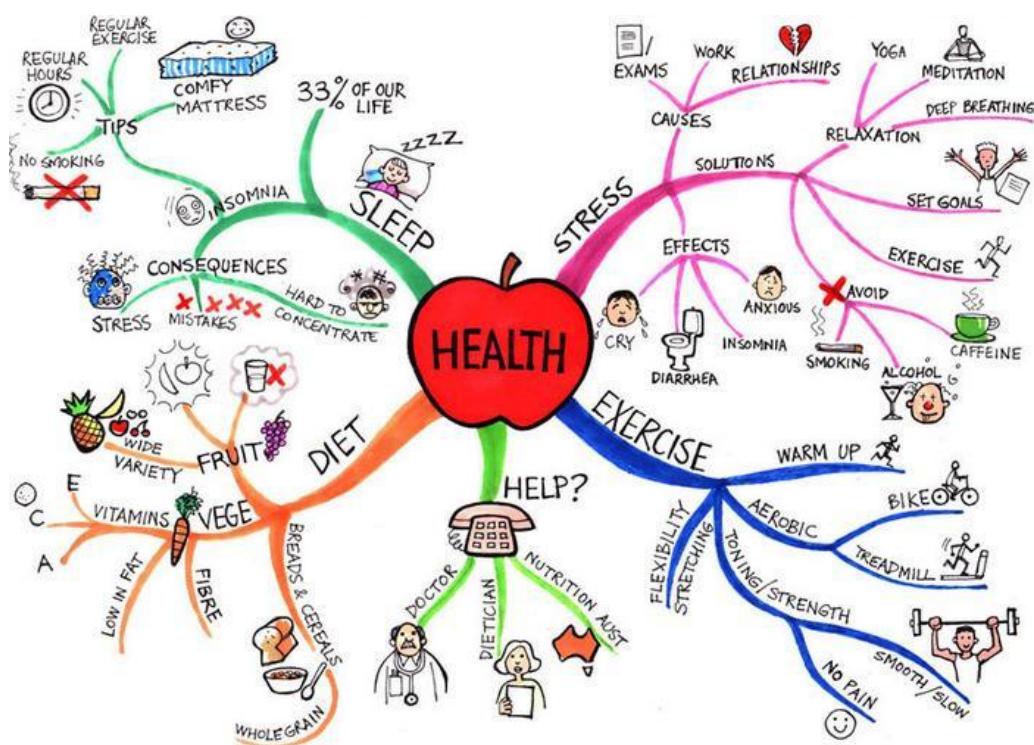 HEALTH
SLEEP
33% OF OUR
LIFE
ZZZZ
INSOMNIA
TIPS
REGULAR
EXERCISE
REGULAR
HOURS
COMFY
MATTRESS
NO SMOKING
CONSEQUENCES
STRESS
MISTAKES
HARD TO
CONCENTRATE
STRESS
CAUSES
EXAMS
WORK
RELATIONSHIPS
SOLUTIONS
RELAXATION
YOGA
MEDITATION
DEEP BREATHING
SET GOALS
EXERCISE
AVOID
SMOKING
ALCOHOL
CAFFEINE
EFFECTS
CRY
DIARRHEA
INSOMNIA
ANXIOUS
EXERCISE
WARM UP
AEROBIC
BIKE
TREADMILL
TONING/STRENGTH
SMOOTH/SLOW
NO PAIN
FLEXIBILITY
STRETCHING
HELP?
DOCTOR
DIETICIAN
NUTRITION AUST
DIET
FRUIT
WIDE
VARIETY
VEGE
VITAMINS
E
C
A
LOW IN FAT
FIBRE
BREADS & CEREALS
WHOLEGRAIN